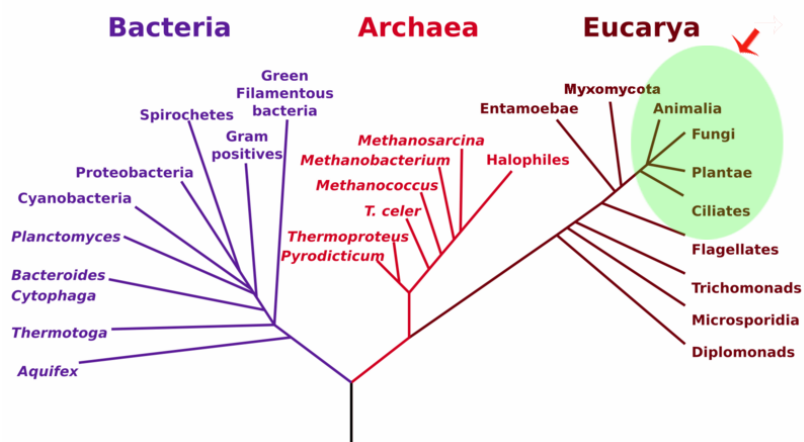 Bacteria
Archaea
Eucarya
Green
Filamentous
bacteria
Spirochetes
Gram
positives
Proteobacteria
Cyanobacteria
Planctomyces
Bacteroides
Cytophaga
Thermotoga
Aquifex
Methanosarcina
Methanobacterium
Halophiles
Methanococcus
T. celer
Thermoproteus
Pyrodicticum
Myxomycota
Entamoebae
Animalia
Fungi
Plantae
Ciliates
Flagellates
Trichomonads
Microsporidia
Diplomonads